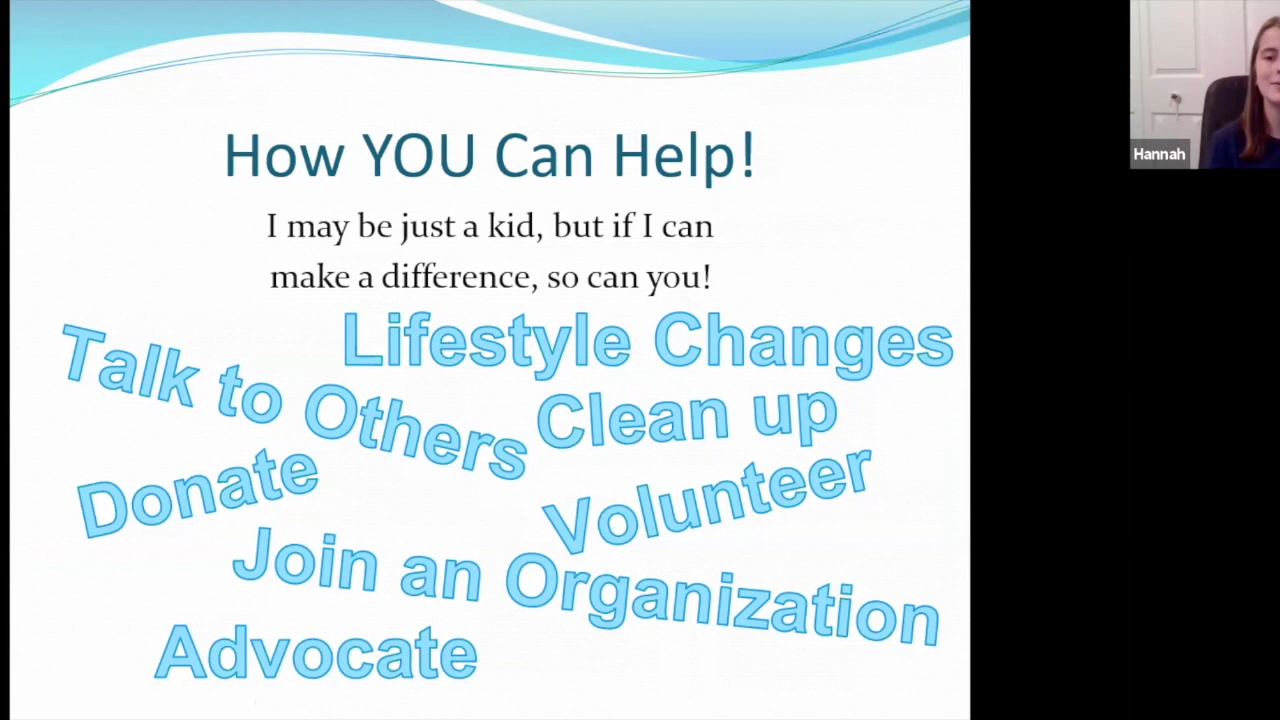 How YOU Can Help!
I may be just a kid, but if I can
make a difference, so can you!
Lifestyle Changes
Talk to Others
Clean up
Donate
Volunteer
Join an Organization
Advocate
Hannah